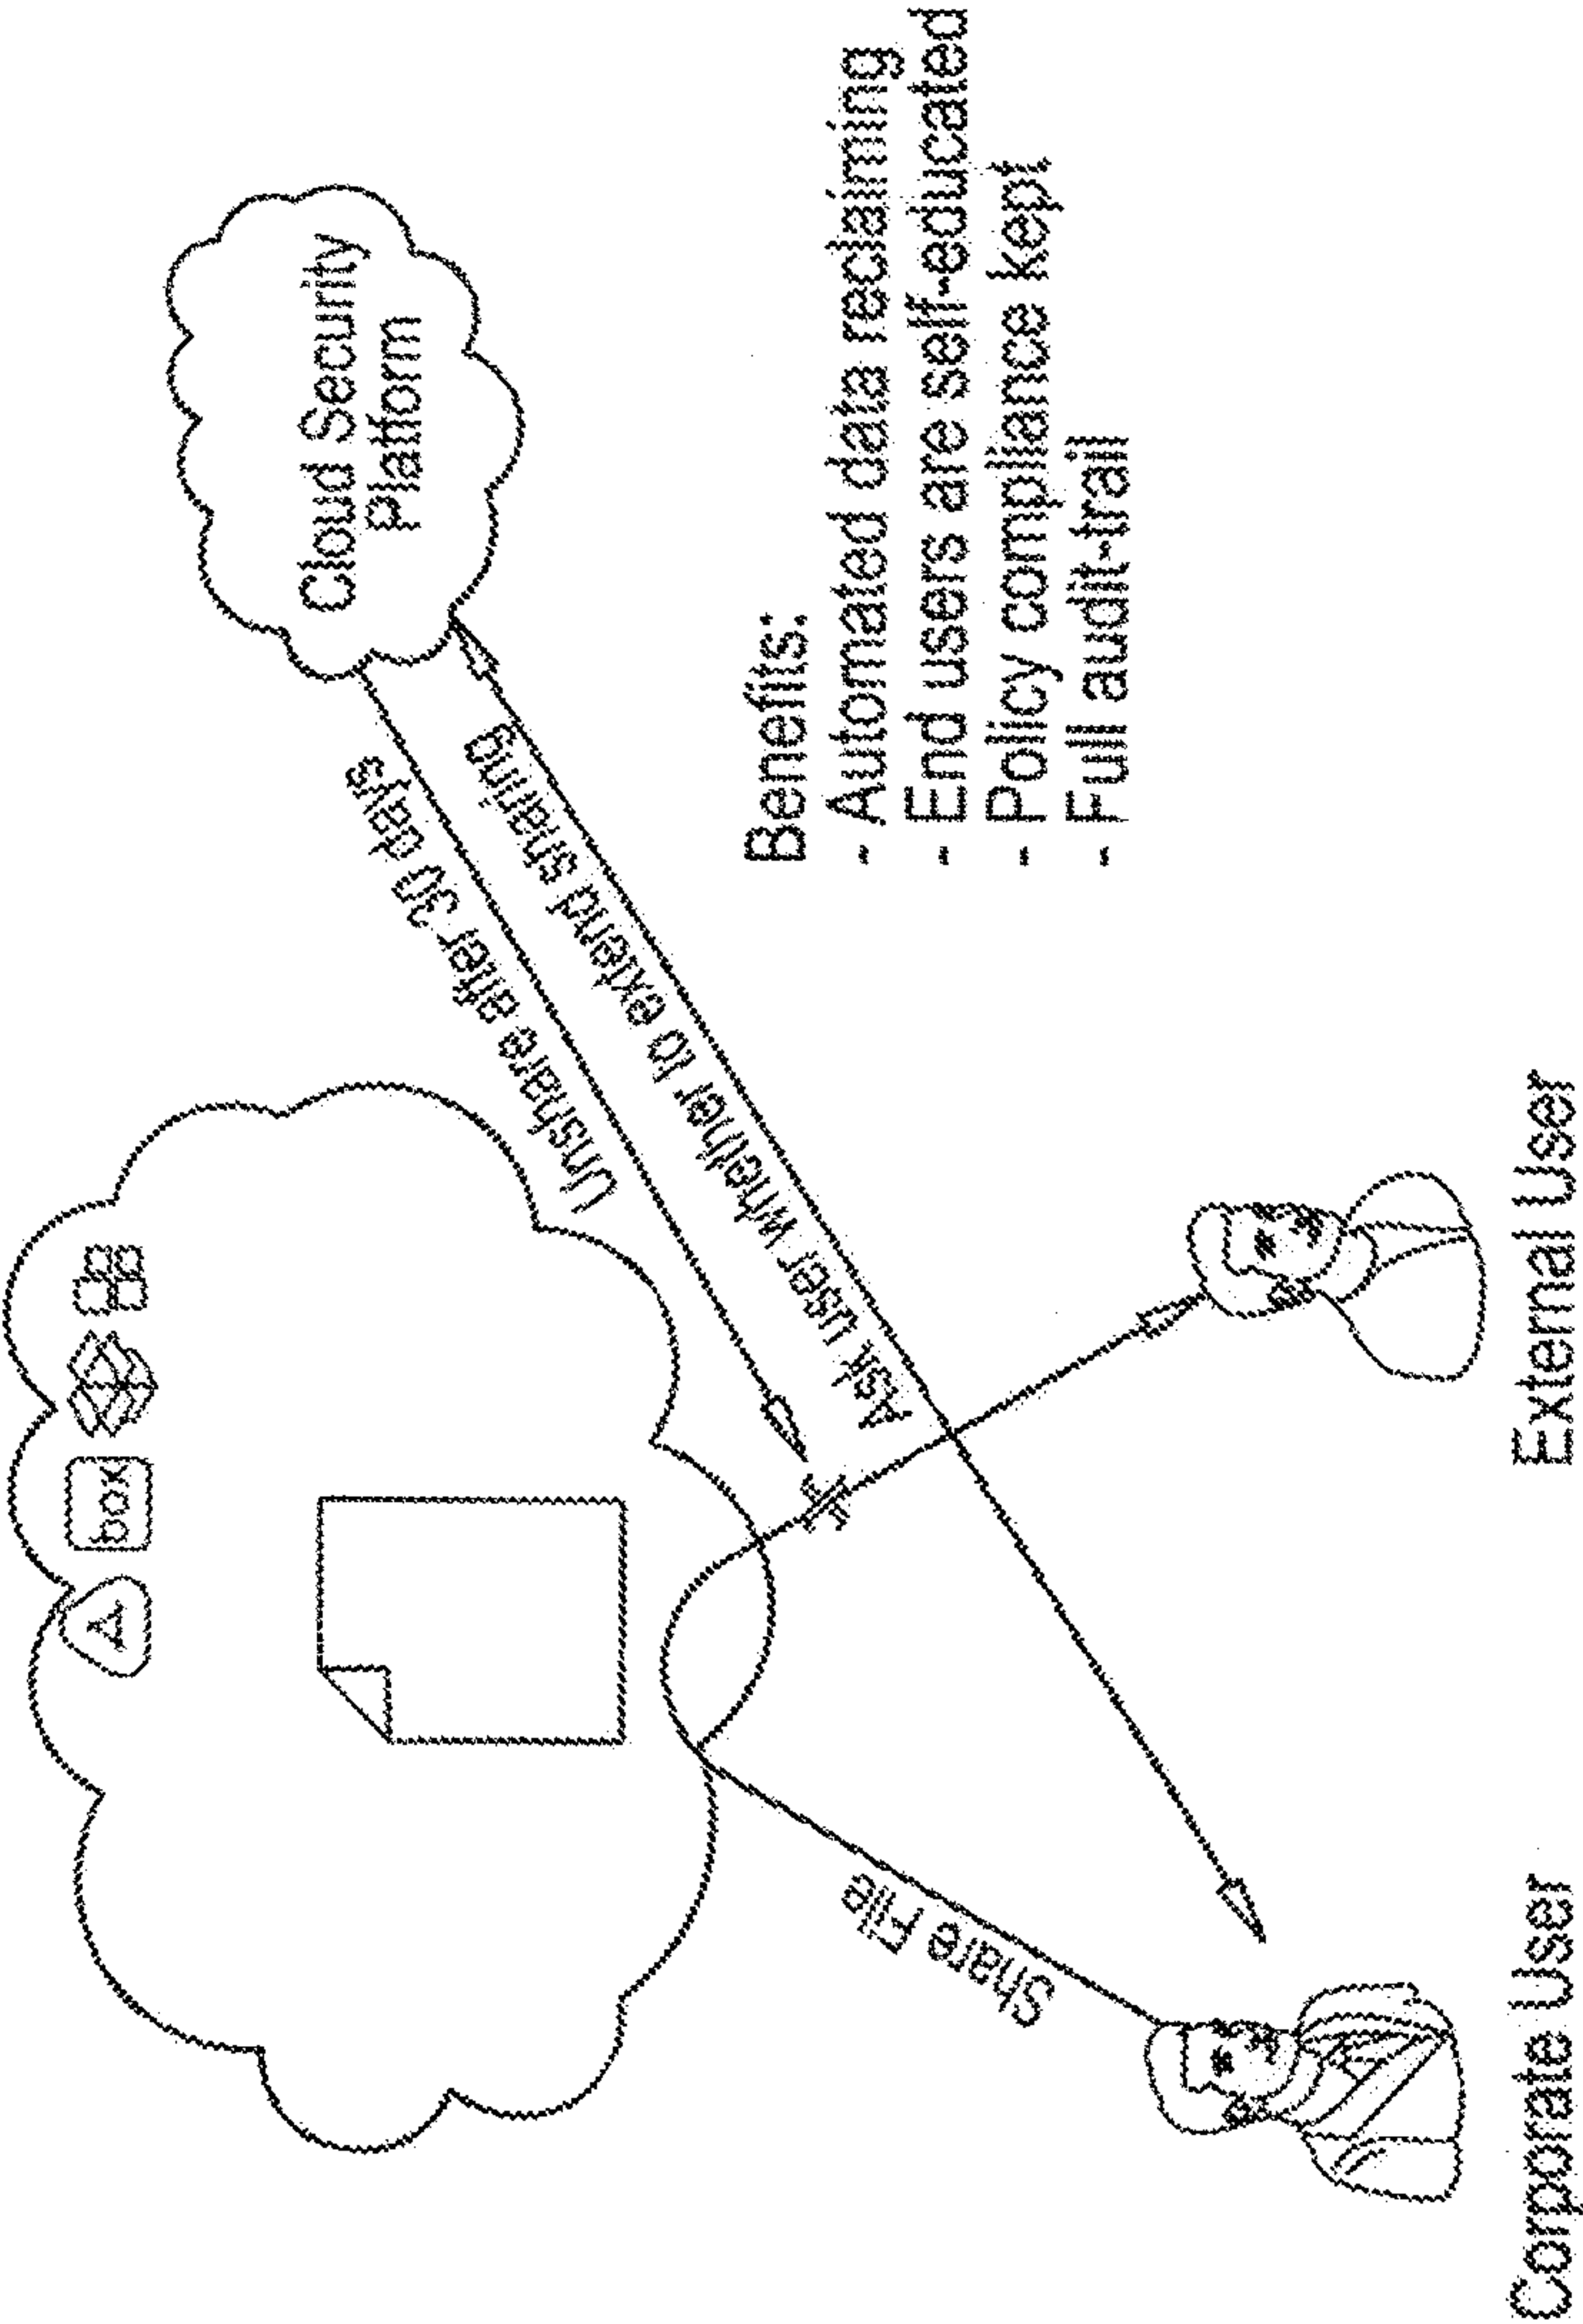 box
Cloud Security
Platform
Unshare after 30 days
Ask user whether to extend sharing
Share File
Benefits:
- Automated data reclaiming
- End users are self-educated
- Policy compliance kept
- Full audit-trail
Corporate User
External User